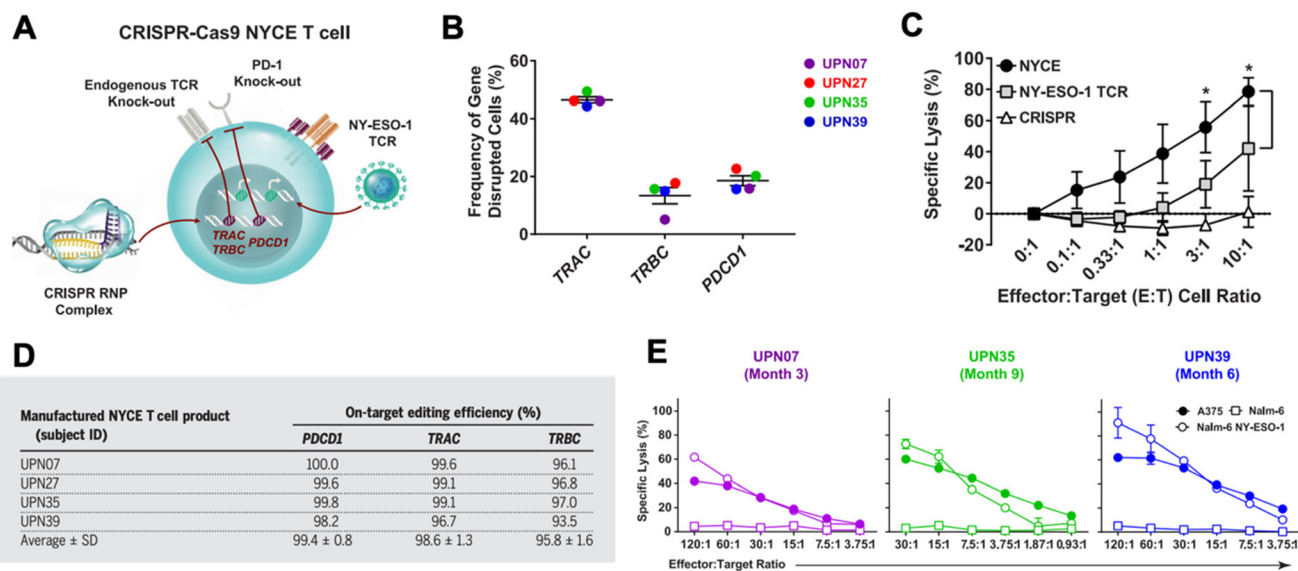 A
CRISPR-Cas9 NYCE T cell
Endogenous TCR
Knock-out
PD-1
Knock-out
NY-ESO-1
TCR
TRAC
TRBC
PDCD1
CRISPR RNP
Complex
B
Frequency of Gene
Disrupted Cells (%)
60
40
20
0
TRAC
TRBC
PDCD1
UPN07
UPN27
UPN35
UPN39
C
Specific Lysis (%)
100
80
60
40
20
0
-20
NYCE
NY-ESO-1 TCR
CRISPR
*
*
0:1
0.1:1
0.33:1
1:1
3:1
10:1
Effector:Target (E:T) Cell Ratio
D
Manufactured NYCE T cell product
(subject ID)
On-target editing efficiency (%)
PDCD1 TRAC TRBC
UPN07 100.0 99.6 96.1
UPN27 99.6 99.1 96.8
UPN35 99.8 99.1 97.0
UPN39 98.2 96.7 93.5
Average ± SD 99.4 ± 0.8 98.6 ± 1.3 95.8 ± 1.6
E
UPN07
(Month 3)
UPN35
(Month 9)
UPN39
(Month 6)
Specific Lysis (%)
100
80
60
40
20
0
A375 Nalm-6
Nalm-6 NY-ESO-1
120:1 60:1 30:1 15:1 7.5:1 3.75:1
30:1 15:1 7.5:1 3.75:1 1.87:1 0.93:1
120:1 60:1 30:1 15:1 7.5:1 3.75:1
Effector:Target Ratio